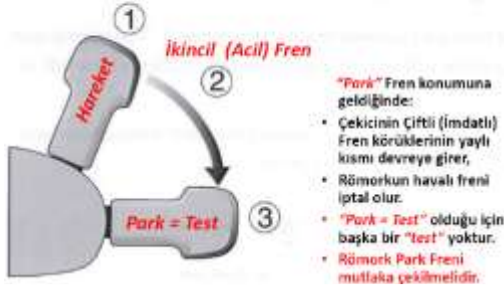 ①
İkincil (Acil) Fren
②
Hareket
Park = Test
③
"Park" Fren konumuna
geldiğinde:
• Çekicinin Çiftli (İmdatlı)
Fren körüklerinin yaylı
kısmı devreye girer,
• Römorkun havalı freni
iptal olur.
• "Park = Test" olduğu için
başka bir "test" yoktur.
• Römork Park Freni
mutlaka çekilmelidir.